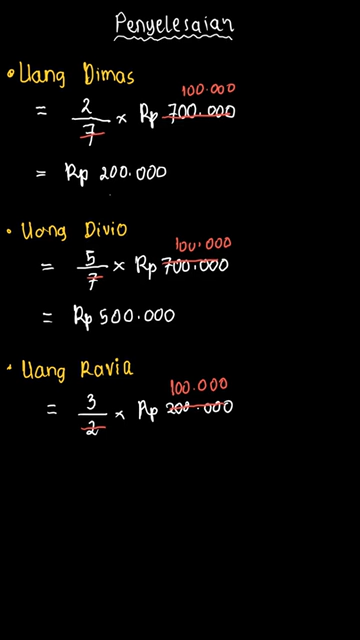 Penyelesaian
• Uang Dimas
100.000
= 2/7 × Rp 700.000
= Rp 200.000
• Uang Divio
100.000
= 5/7 × Rp 700.000
= Rp 500.000
• Uang Ravia
100.000
= 3/2 × Rp 200.000